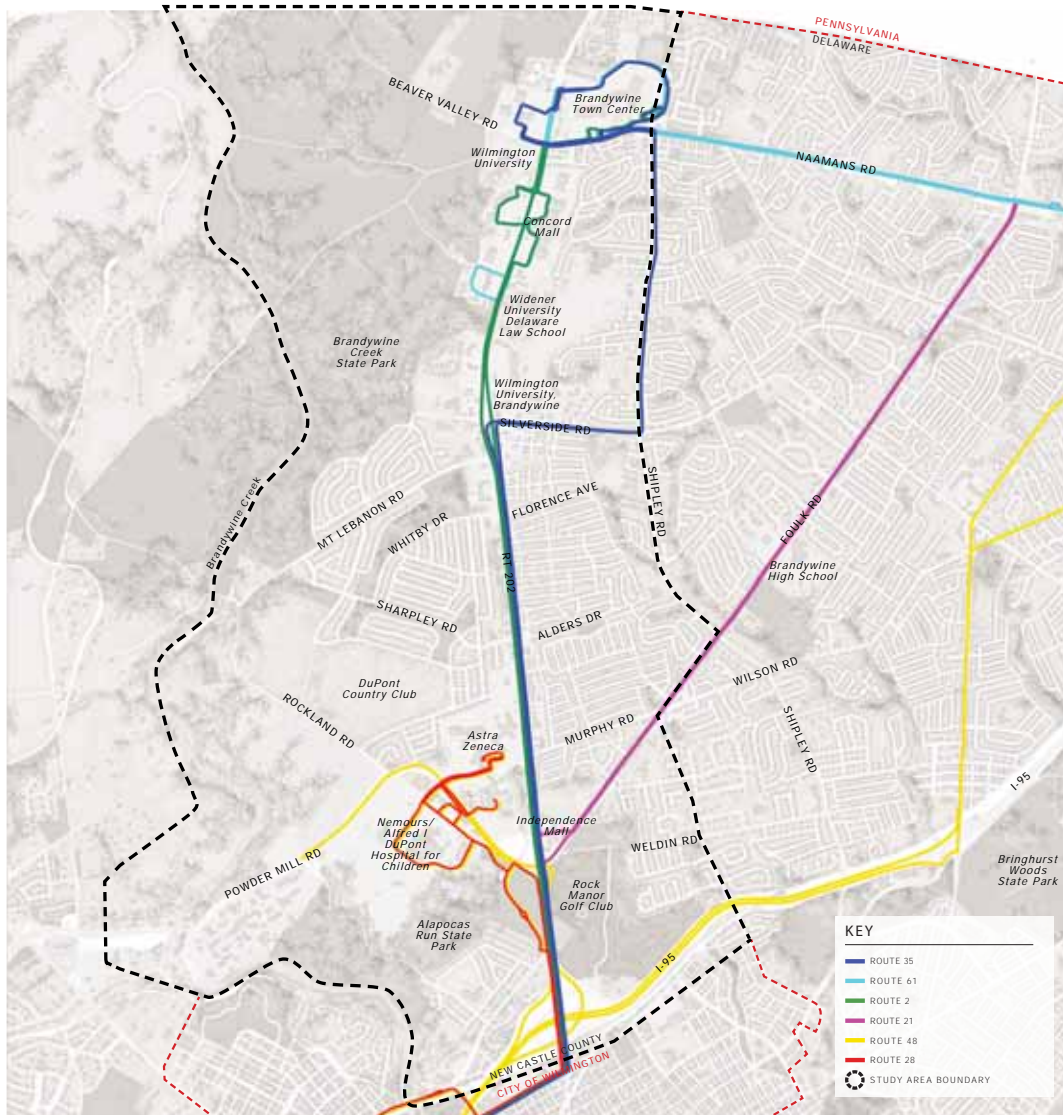 PENNSYLVANIA
DELAWARE
BEAVER VALLEY RD
Brandywine
Town Center
Wilmington
University
NAAMANS RD
Concord
Mall
Widener
University
Delaware
Law School
Brandywine
Creek
State Park
Wilmington
University,
Brandywine
SILVERSIDE RD
SHIPLEY RD
FLORENCE AVE
MT LEBANON RD
WHITBY DR
Brandywine Creek
FOULK RD
RT 202
Brandywine
High School
SHARPLEY RD
ALDERS DR
WILSON RD
DuPont
Country Club
ROCKLAND RD
MURPHY RD
SHIPLEY RD
Astra
Zeneca
I-95
Independence
Mall
Nemours/
Alfred I
DuPont
Hospital for
Children
WELDIN RD
POWDER MILL RD
Bringhurst
Woods
State Park
Rock
Manor
Golf Club
Alapocas
Run State
Park
I-95
NEW CASTLE COUNTY
CITY OF WILMINGTON
KEY
ROUTE 35
ROUTE 61
ROUTE 2
ROUTE 21
ROUTE 48
ROUTE 28
STUDY AREA BOUNDARY